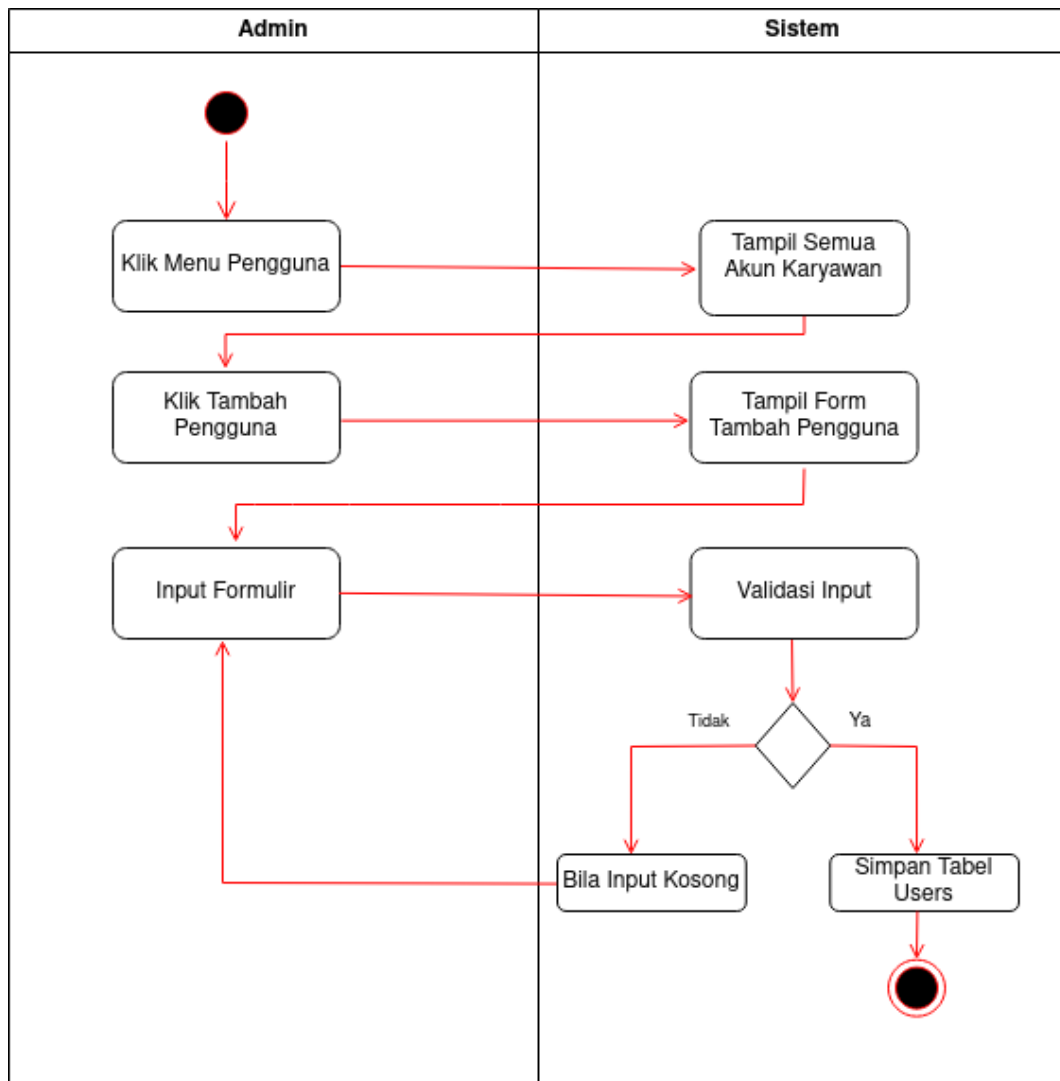 Admin
Sistem
Klik Menu Pengguna
Tampil Semua
Akun Karyawan
Klik Tambah
Pengguna
Tampil Form
Tambah Pengguna
Input Formulir
Validasi Input
Tidak
Ya
Bila Input Kosong
Simpan Tabel
Users